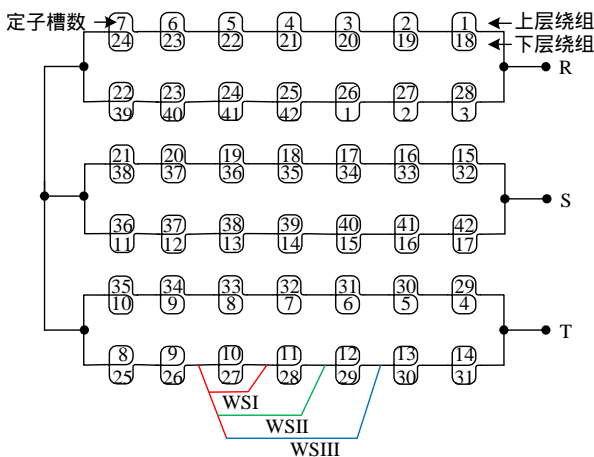 定子槽数 7 6 5 4 3 2 1 上层绕组
24 23 22 21 20 19 18 下层绕组
R
22 23 24 25 26 27 28
39 40 41 42 1 2 3
21 20 19 18 17 16 15
38 37 36 35 34 33 32
S
36 37 38 39 40 41 42
11 12 13 14 15 16 17
35 34 33 32 31 30 29
10 9 8 7 6 5 4
T
8 9 10 11 12 13 14
25 26 27 28 29 30 31
WSI
WSII
WSIII